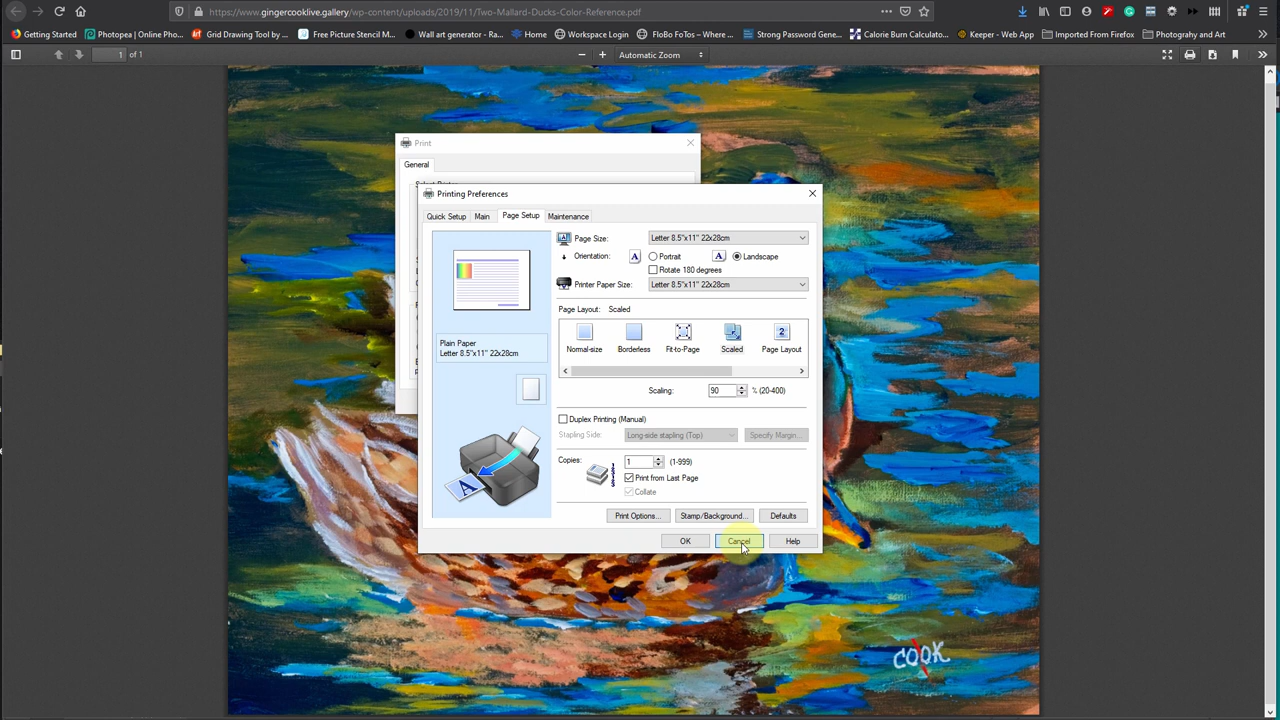 https://www.gingercooklive.gallery/wp-content/uploads/2019/11/Two-Mallard-Ducks-Color-Reference.pdf
Getting Started
Photopea | Online Pho...
Grid Drawing Tool by ...
Free Picture Stencil M...
Wall art generator - Ra...
Home
Workspace Login
FloBo FoTos – Where ...
Strong Password Gene...
Calorie Burn Calculato...
Keeper - Web App
Imported From Firefox
Photograhy and Art
1 of 1
Automatic Zoom
Print
General
Printing Preferences
Quick Setup Main Page Setup Maintenance
Page Size: Letter 8.5"x11" 22x28cm
Orientation: A Portrait A Landscape
Rotate 180 degrees
Printer Paper Size: Letter 8.5"x11" 22x28cm
Page Layout: Scaled
Normal-size Borderless Fit-to-Page Scaled Page Layout
Plain Paper
Letter 8.5"x11" 22x28cm
Scaling: 90 % (20-400)
Duplex Printing (Manual)
Stapling Side: Long-side stapling (Top) Specify Margin...
Copies: 1 (1-999)
Print from Last Page
Collate
Print Options... Stamp/Background... Defaults
OK Cancel Help
COOK